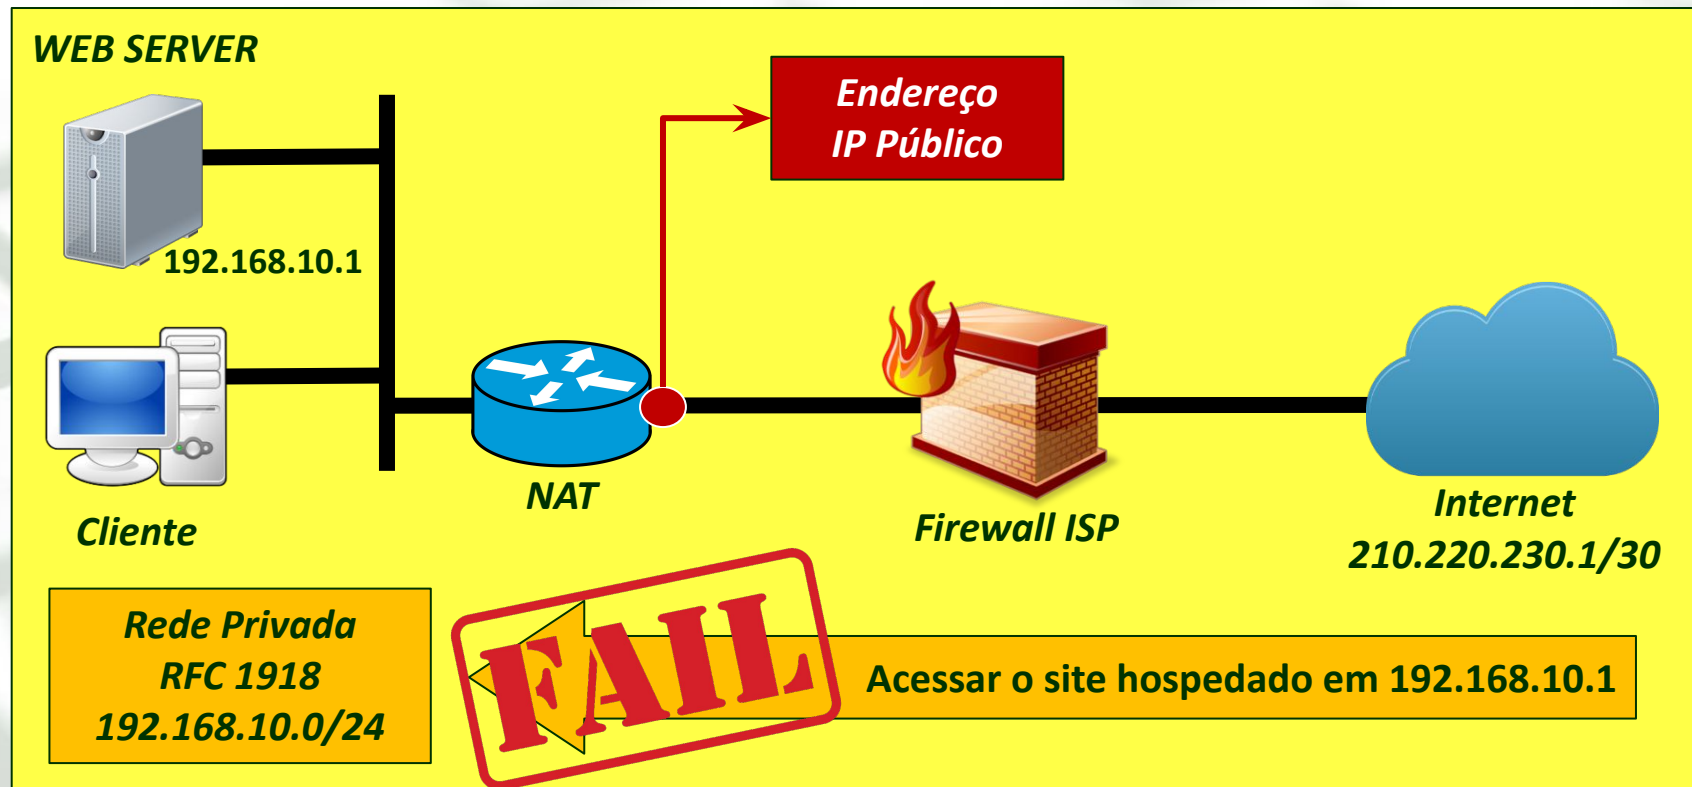 WEB SERVER
Endereço
IP Público
192.168.10.1
NAT
Cliente
Firewall ISP
Internet
210.220.230.1/30
Rede Privada
RFC 1918
192.168.10.0/24
FAIL
Acessar o site hospedado em 192.168.10.1